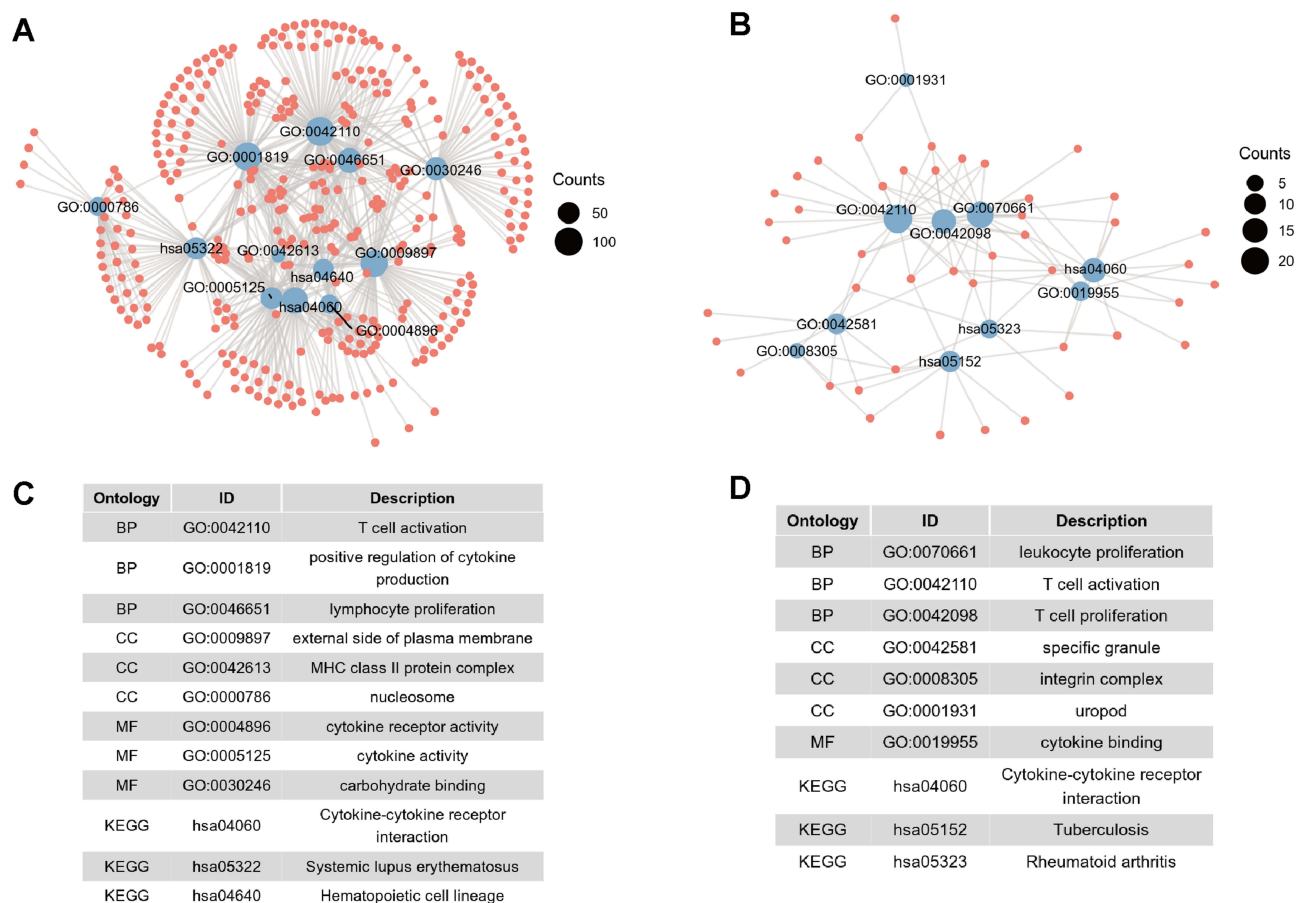 A
GO:0042110
GO:0001819
GO:0046651
GO:0030246
GO:0000786
hsa05322
GO:0042613
GO:0009897
hsa04640
GO:0005125
hsa04060
GO:0004896
Counts
50
100
B
GO:0001931
GO:0042110
GO:0070661
GO:0042098
hsa04060
GO:0019955
GO:0042581
hsa05323
GO:0008305
hsa05152
Counts
5
10
15
20
C
Ontology ID Description
BP GO:0042110 T cell activation
positive regulation of cytokine
BP GO:0001819
production
BP GO:0046651 lymphocyte proliferation
CC GO:0009897 external side of plasma membrane
CC GO:0042613 MHC class II protein complex
CC GO:0000786 nucleosome
MF GO:0004896 cytokine receptor activity
MF GO:0005125 cytokine activity
MF GO:0030246 carbohydrate binding
Cytokine-cytokine receptor
KEGG hsa04060
interaction
KEGG hsa05322 Systemic lupus erythematosus
KEGG hsa04640 Hematopoietic cell lineage
D
Ontology ID Description
BP GO:0070661 leukocyte proliferation
BP GO:0042110 T cell activation
BP GO:0042098 T cell proliferation
CC GO:0042581 specific granule
CC GO:0008305 integrin complex
CC GO:0001931 uropod
MF GO:0019955 cytokine binding
Cytokine-cytokine receptor
KEGG hsa04060
interaction
KEGG hsa05152 Tuberculosis
KEGG hsa05323 Rheumatoid arthritis